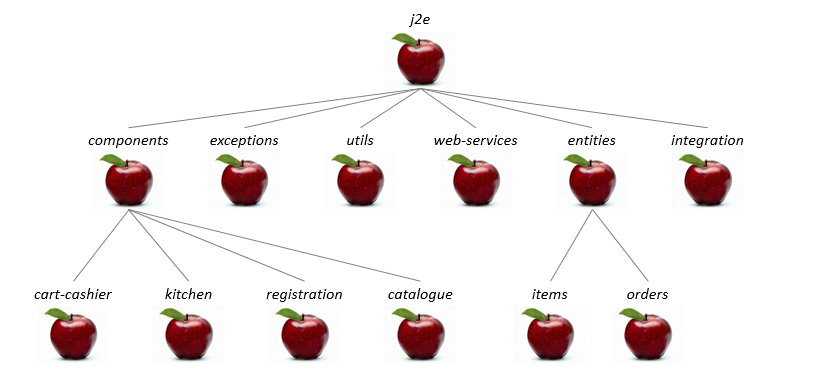 j2e
components exceptions utils web-services entities integration
cart-cashier kitchen registration catalogue items orders